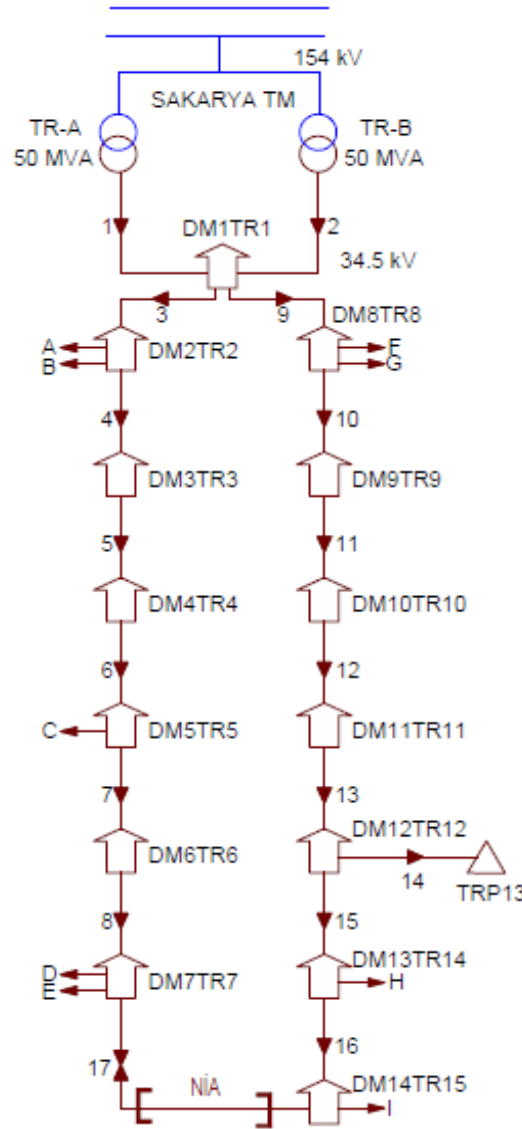 154 kV
SAKARYA TM
TR-A
50 MVA
TR-B
50 MVA
1
2
DM1TR1
34.5 kV
3
9
DM8TR8
A
B
DM2TR2
F
G
4
10
DM3TR3
DM9TR9
5
11
DM4TR4
DM10TR10
6
12
C
DM5TR5
DM11TR11
7
13
DM6TR6
DM12TR12
14
TRP13
8
15
D
E
DM7TR7
DM13TR14
H
16
17
NİA
DM14TR15
I